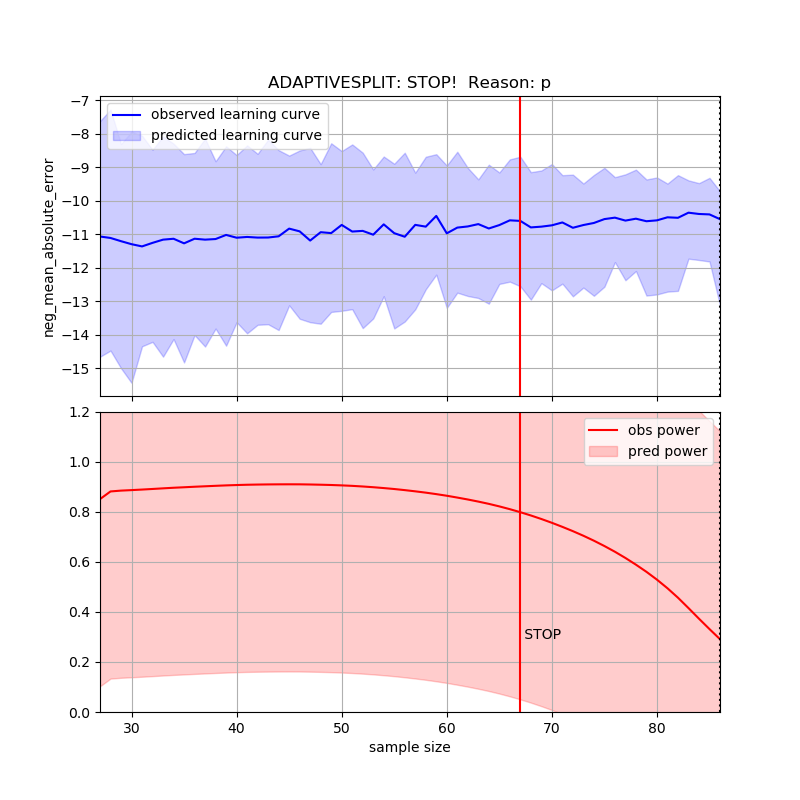 ADAPTIVESPLIT: STOP!  Reason: p
observed learning curve
predicted learning curve
neg_mean_absolute_error
−7
−8
−9
−10
−11
−12
−13
−14
−15
obs power
pred power
STOP
1.2
1.0
0.8
0.6
0.4
0.2
0.0
30 40 50 60 70 80
sample size